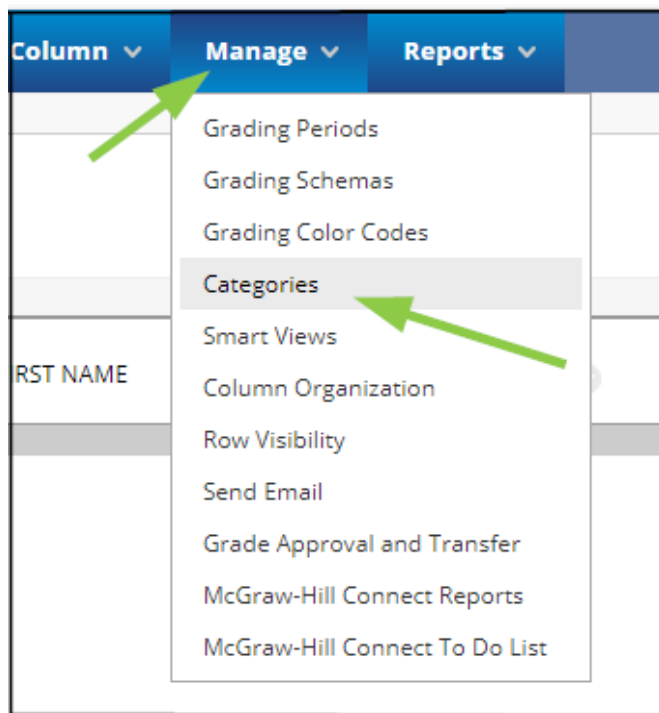 Column Manage Reports
Grading Periods
Grading Schemas
Grading Color Codes
Categories
Smart Views
RST NAME
Column Organization
Row Visibility
Send Email
Grade Approval and Transfer
McGraw-Hill Connect Reports
McGraw-Hill Connect To Do List